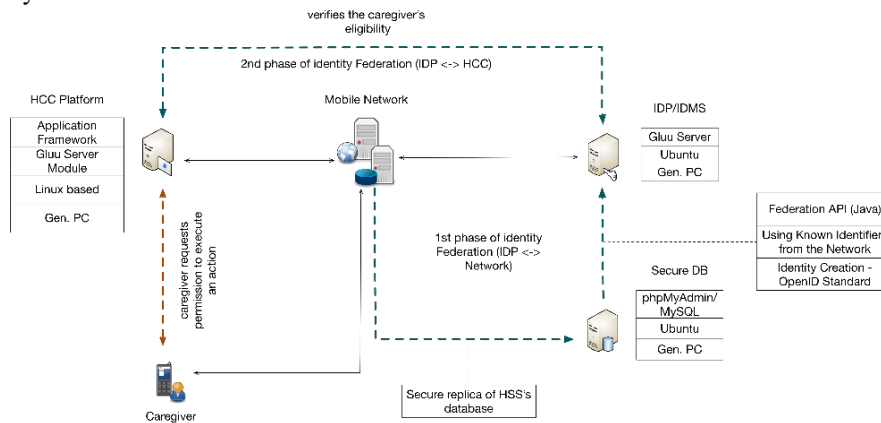 verifies the caregiver's
eligibility
2nd phase of identity Federation (IDP <-> HCC)
HCC Platform
Application
Framework
Gluu Server
Module
Linux based
Gen. PC
Mobile Network
IDP/IDMS
Gluu Server
Ubuntu
Gen. PC
Federation API (Java)
Using Known Identifier
from the Network
Identity Creation -
OpenID Standard
1st phase of identity
Federation (IDP <->
Network)
caregiver requests
permission to execute
an action
Secure DB
phpMyAdmin/
MySQL
Ubuntu
Gen. PC
Secure replica of HSS's
database
Caregiver